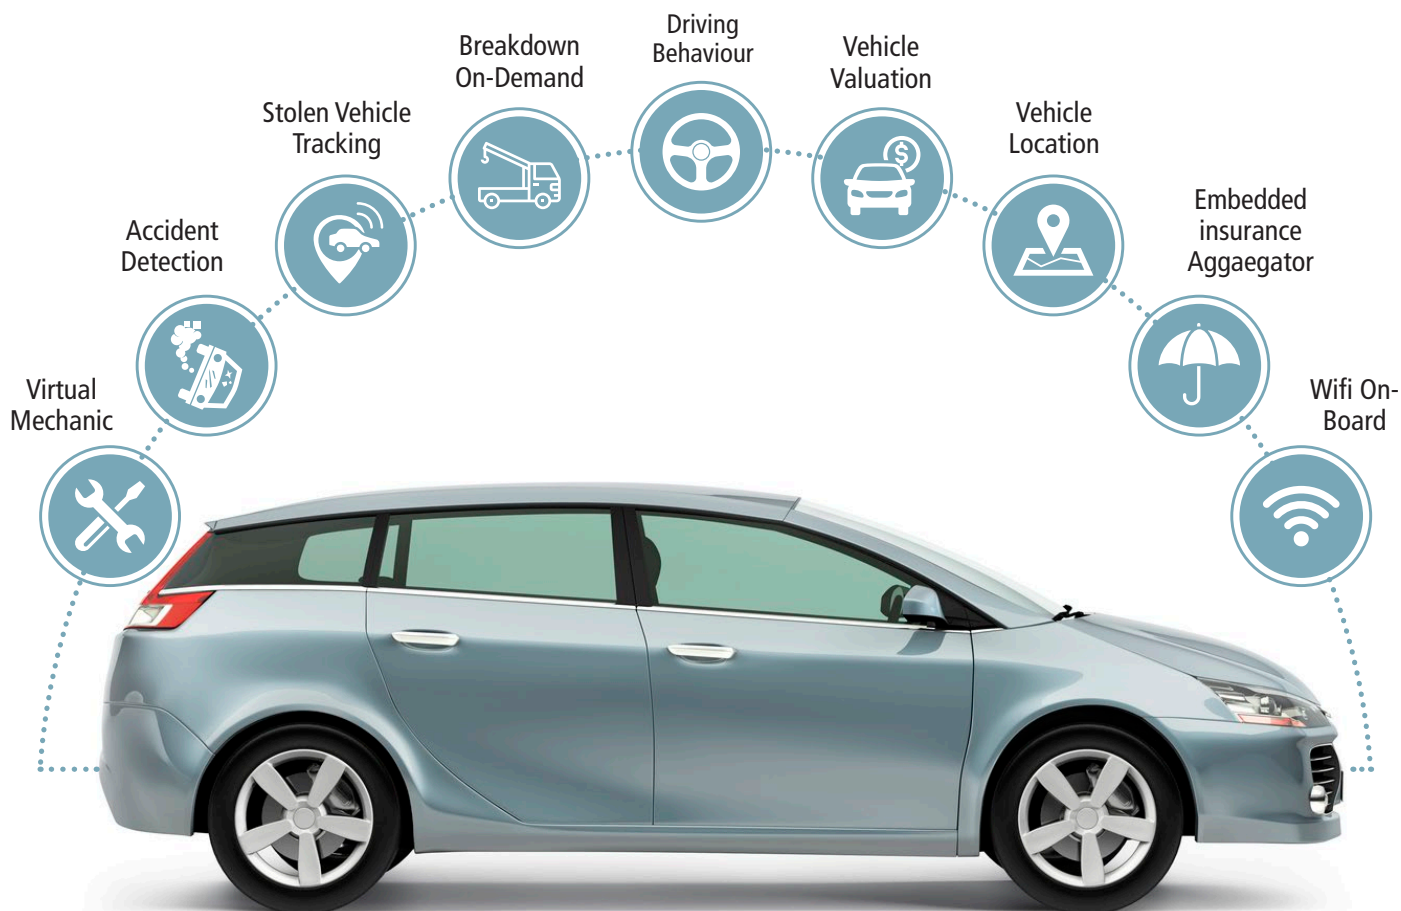 Virtual
Mechanic
Accident
Detection
Stolen Vehicle
Tracking
Breakdown
On-Demand
Driving
Behaviour
Vehicle
Valuation
$
Vehicle
Location
Embedded
insurance
Aggaegator
Wifi On-
Board